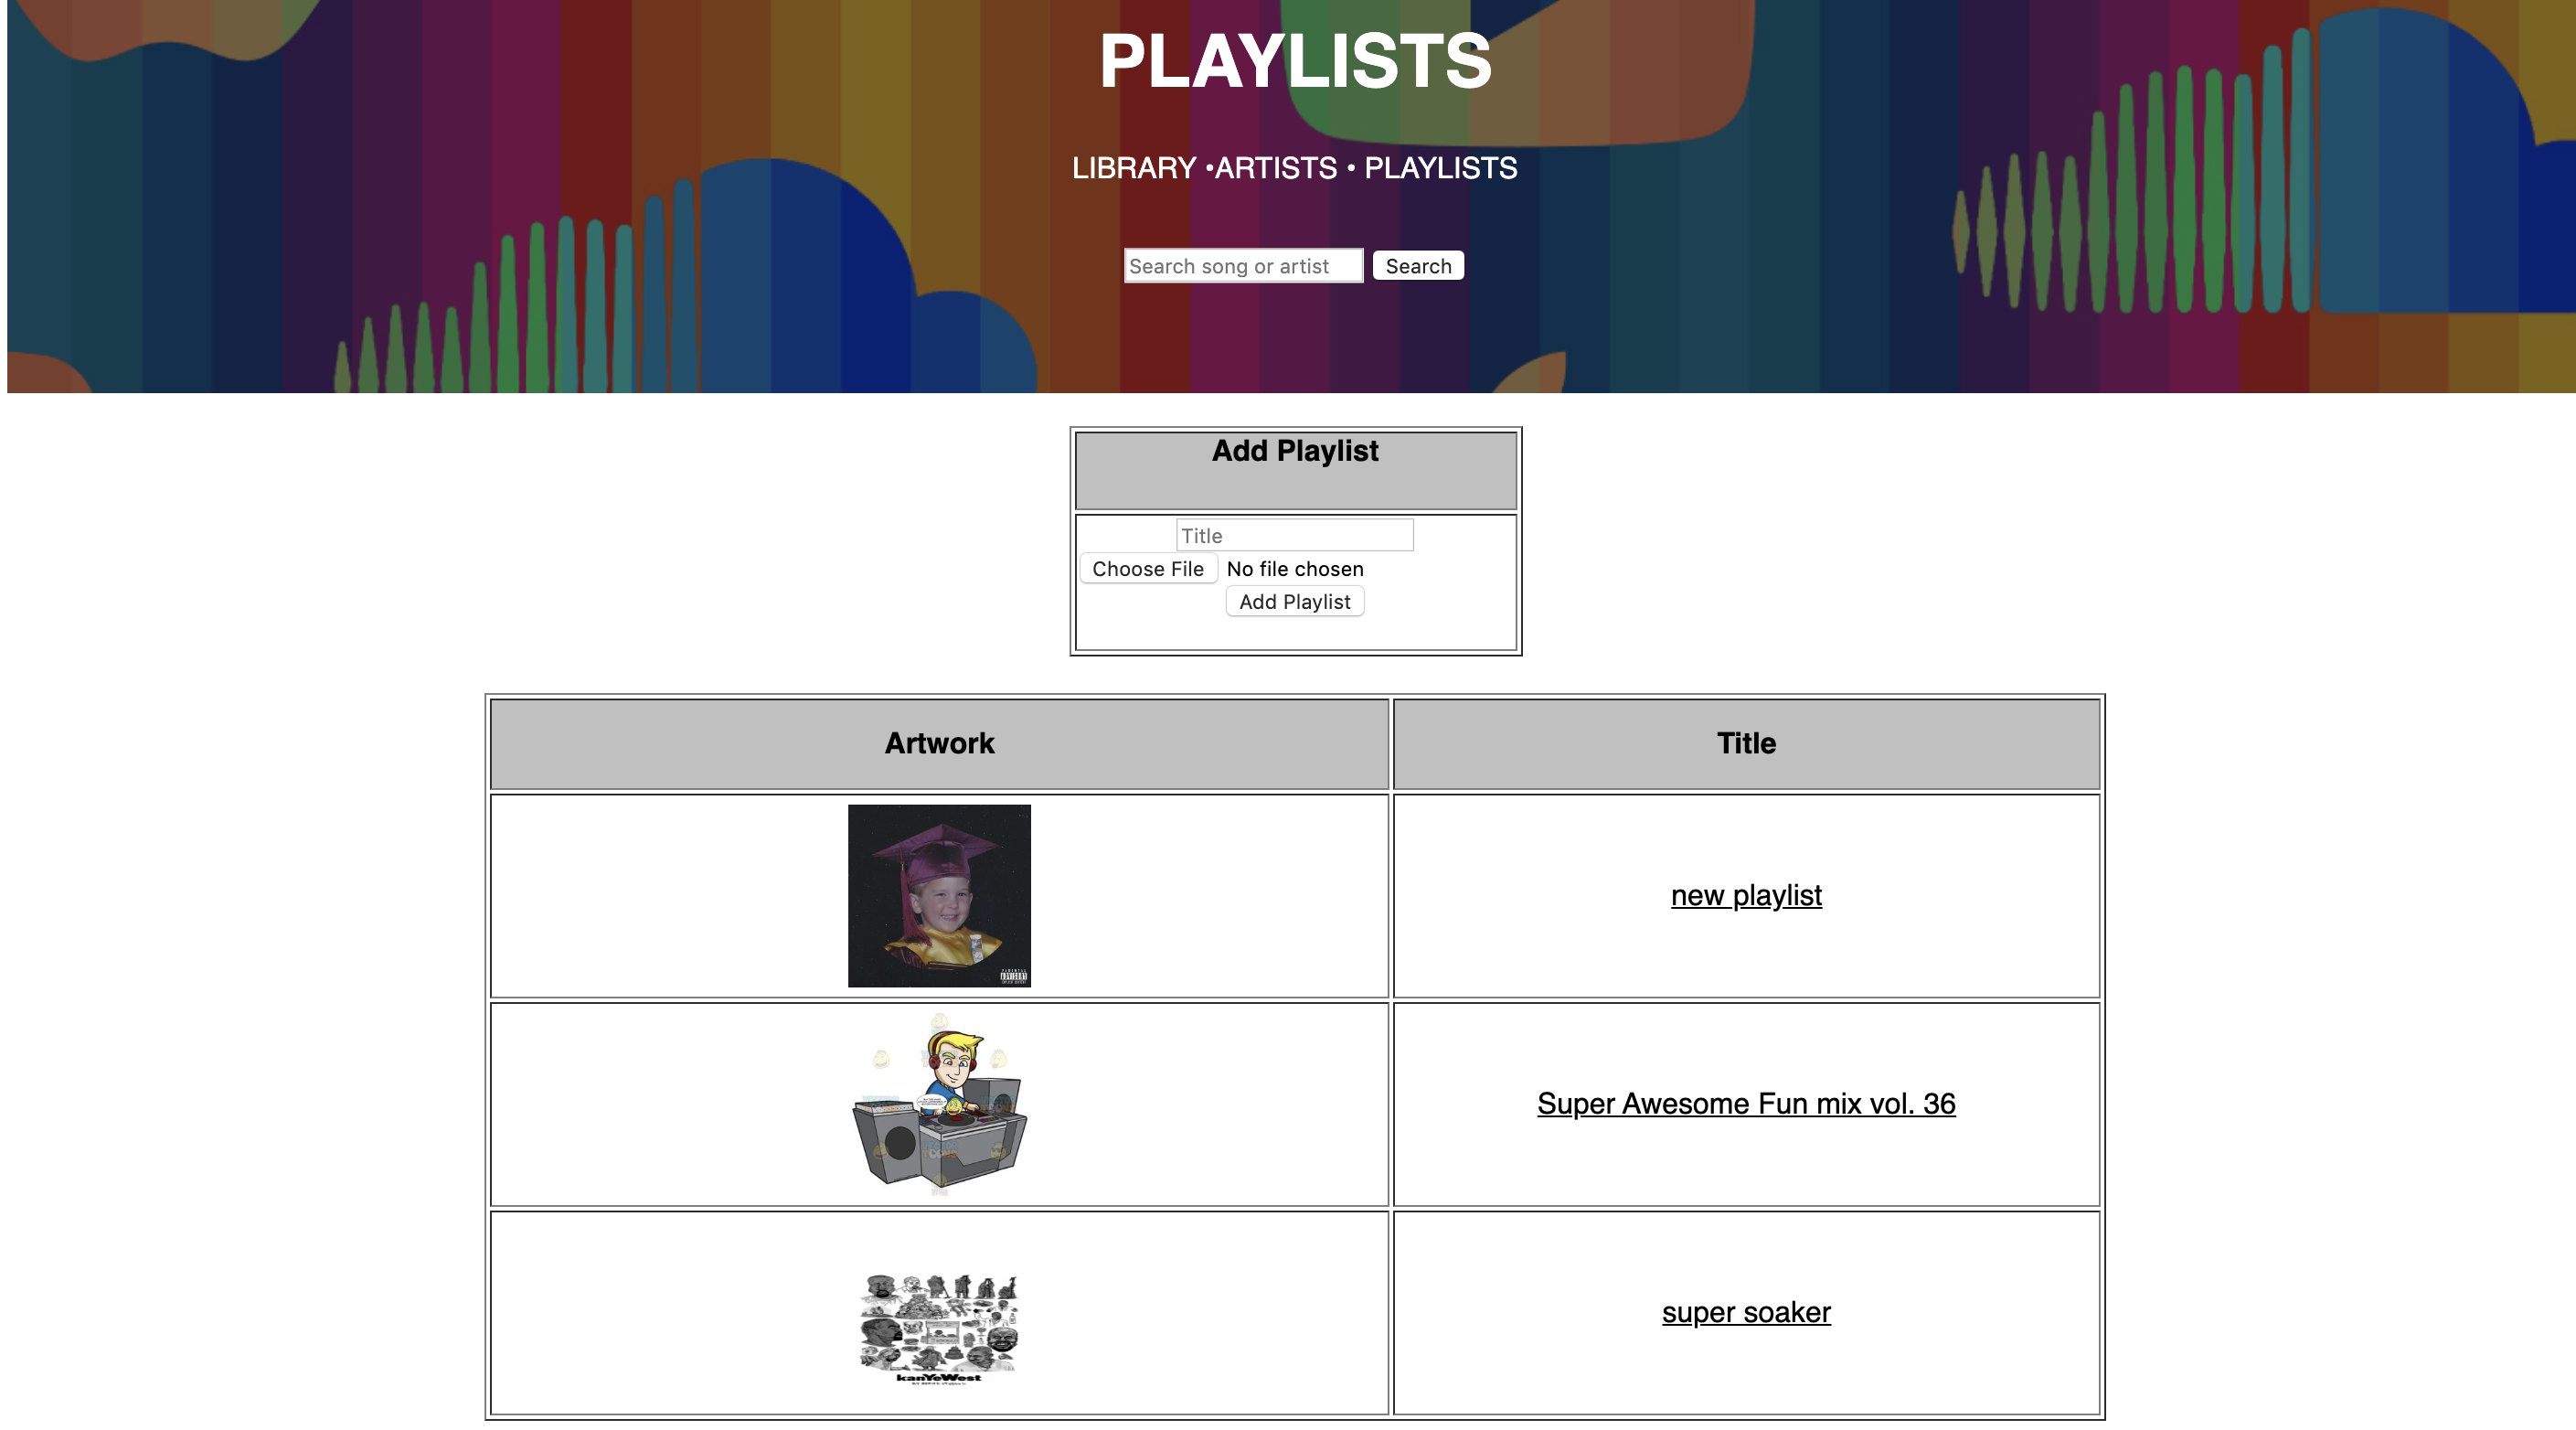 PLAYLISTS
LIBRARY •ARTISTS • PLAYLISTS
Search song or artist Search
Add Playlist
Title
Choose File No file chosen
Add Playlist
Artwork Title
new playlist
Super Awesome Fun mix vol. 36
kanYeWest
super soaker